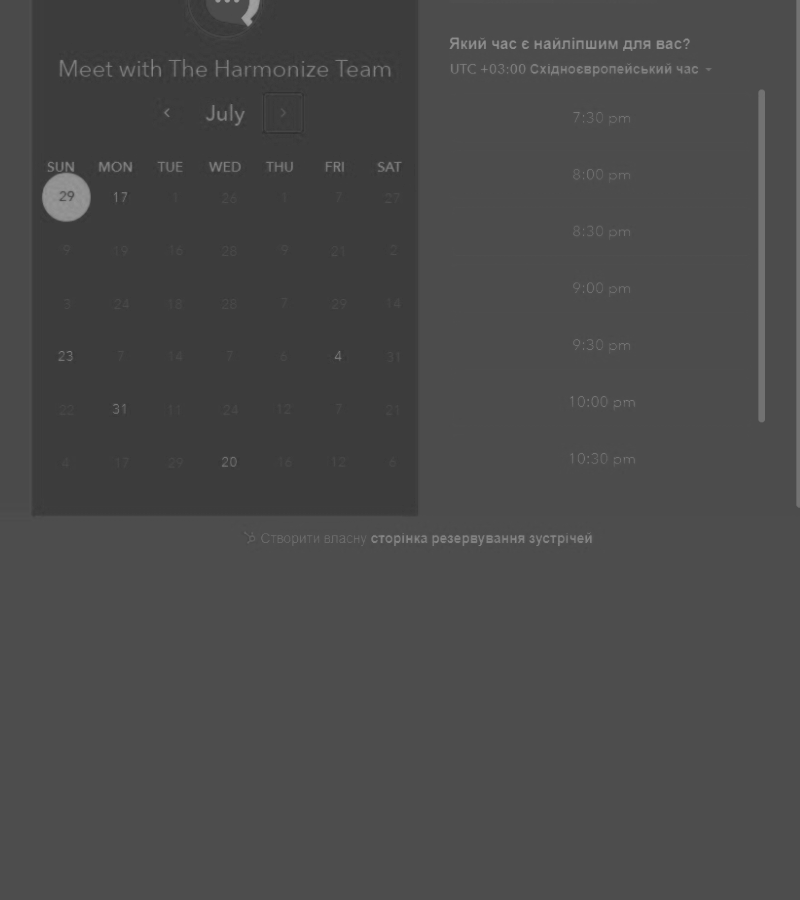 Meet with The Harmonize Team
July
SUN MON TUE WED THU FRI SAT
29 17 1 26 1 7 27
9 19 16 28 9 21 2
3 24 18 28 7 29 14
23 7 14 7 6 4 31
22 31 11 24 12 7 21
4 17 29 20 16 12 6
Який час є найліпшим для вас?
UTC +03:00 Східноєвропейський час
7:30 pm
8:00 pm
8:30 pm
9:00 pm
9:30 pm
10:00 pm
10:30 pm
Створити власну сторінка резервування зустрічей